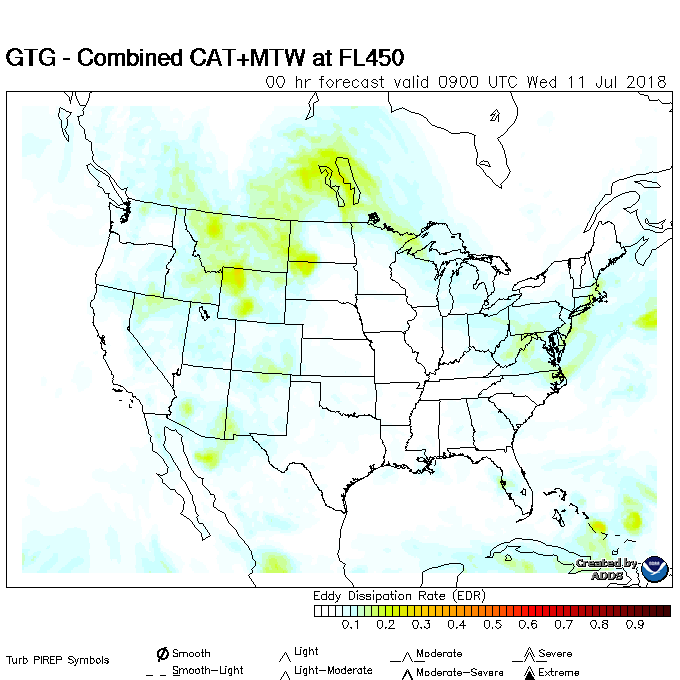 GTG - Combined CAT+MTW at FL450
00 hr forecast valid 0900 UTC Wed 11 Jul 2018
Created by
ADDS
Eddy Dissipation Rate (EDR)
0.1 0.2 0.3 0.4 0.5 0.6 0.7 0.8 0.9
Turb PIREP Symbols
Smooth Light Moderate Severe
Smooth-Light Light-Moderate Moderate-Severe Extreme